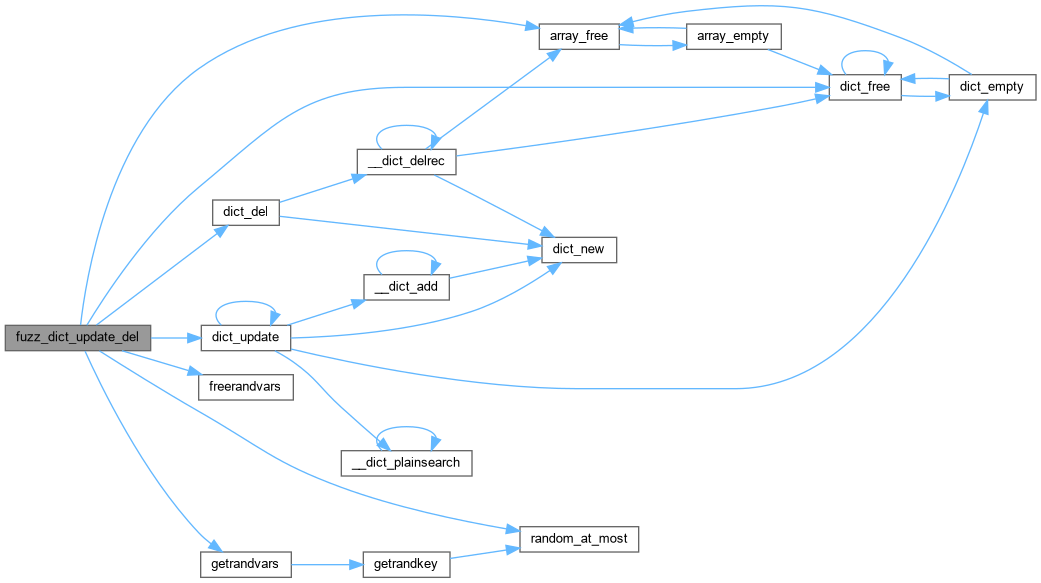 array_free
array_empty
dict_free
dict_empty
__dict_delrec
dict_del
dict_new
__dict_add
fuzz_dict_update_del
dict_update
freerandvars
__dict_plainsearch
random_at_most
getrandvars
getrandkey